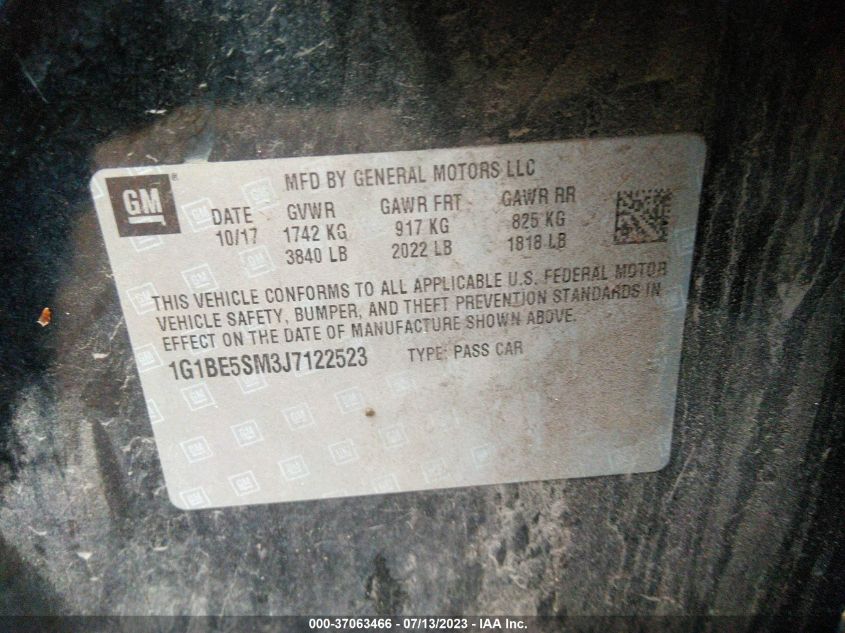 GM ®
MFD BY GENERAL MOTORS LLC
DATE GVWR GAWR FRT GAWR RR
10/17 1742 KG 917 KG 825 KG
3840 LB 2022 LB 1818 LB
THIS VEHICLE CONFORMS TO ALL APPLICABLE U.S. FEDERAL MOTOR
VEHICLE SAFETY, BUMPER, AND THEFT PREVENTION STANDARDS IN
EFFECT ON THE DATE OF MANUFACTURE SHOWN ABOVE.
1G1BE5SM3J7122523 TYPE: PASS CAR
000-37063466 - 07/13/2023 - IAA Inc.